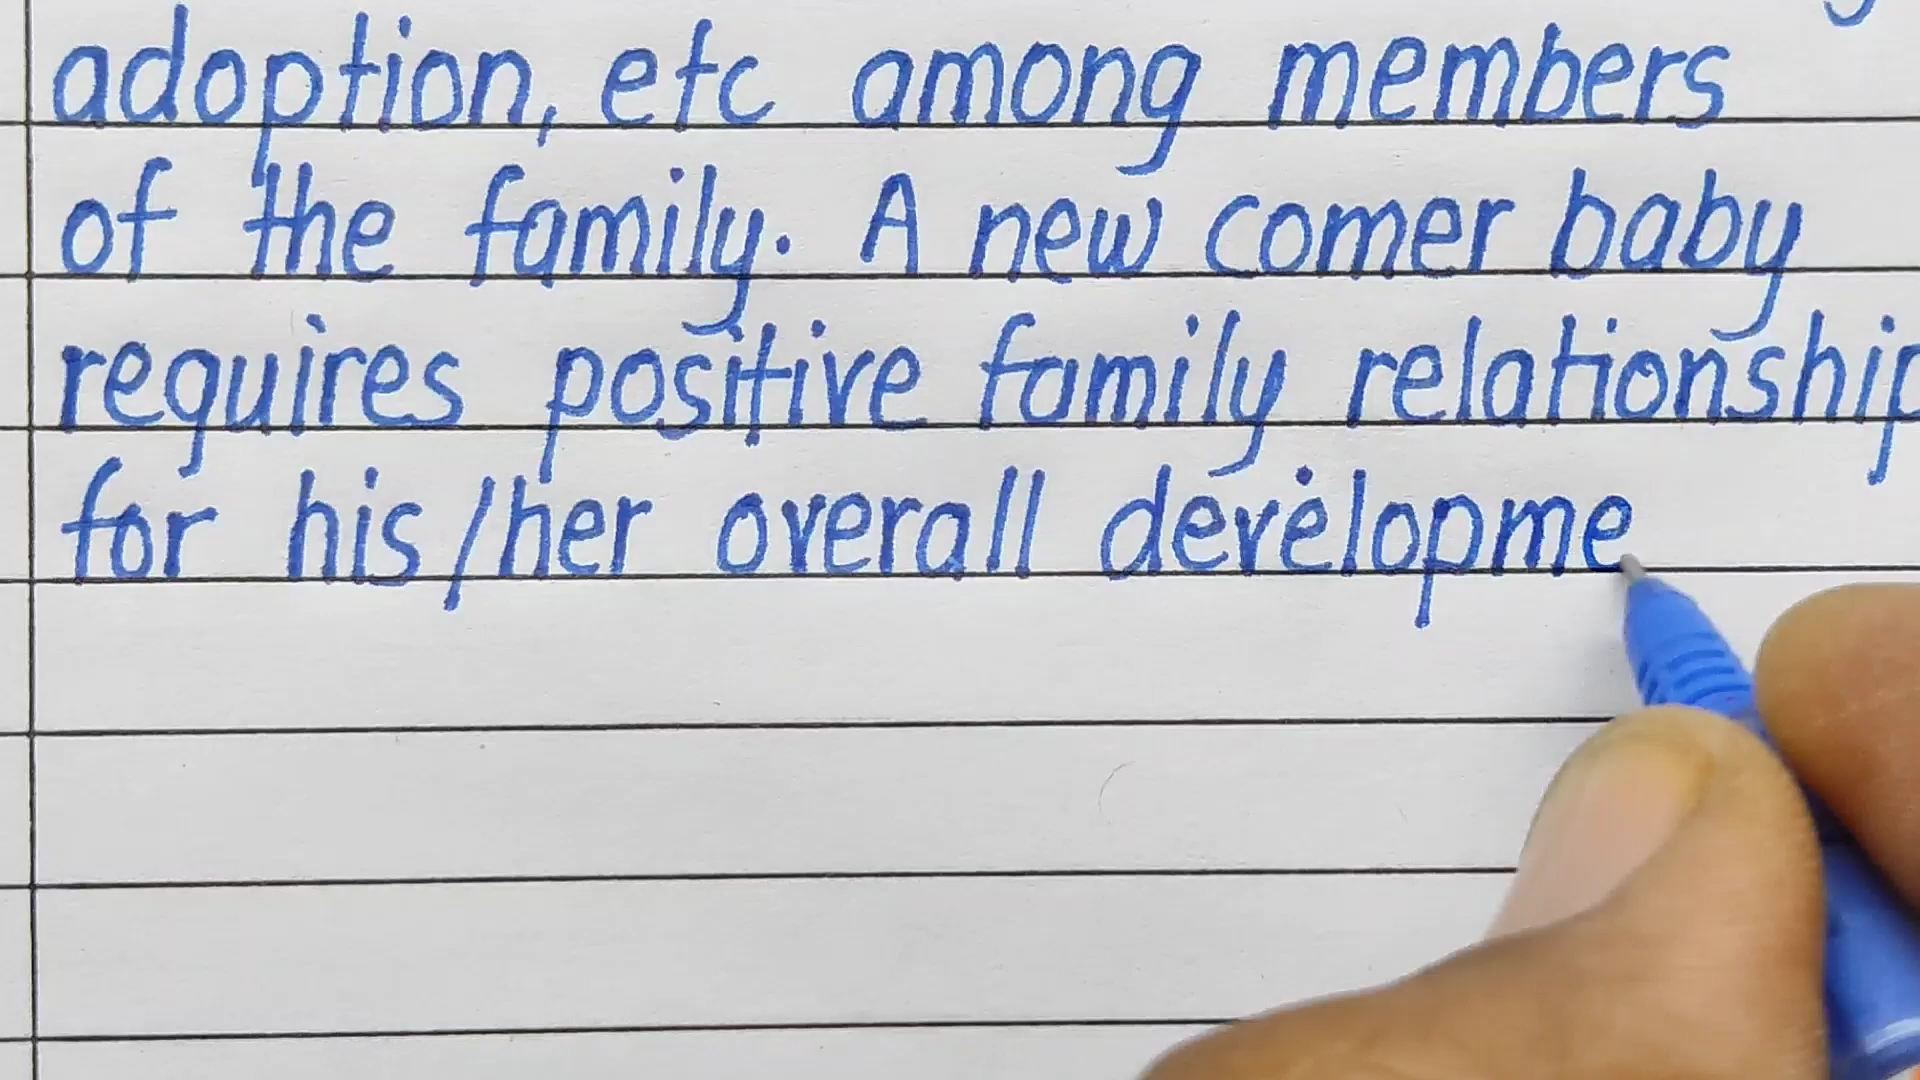 adoption, etc among members
of the family. A new comer baby
requires positive family relationship
for his/her overall developme